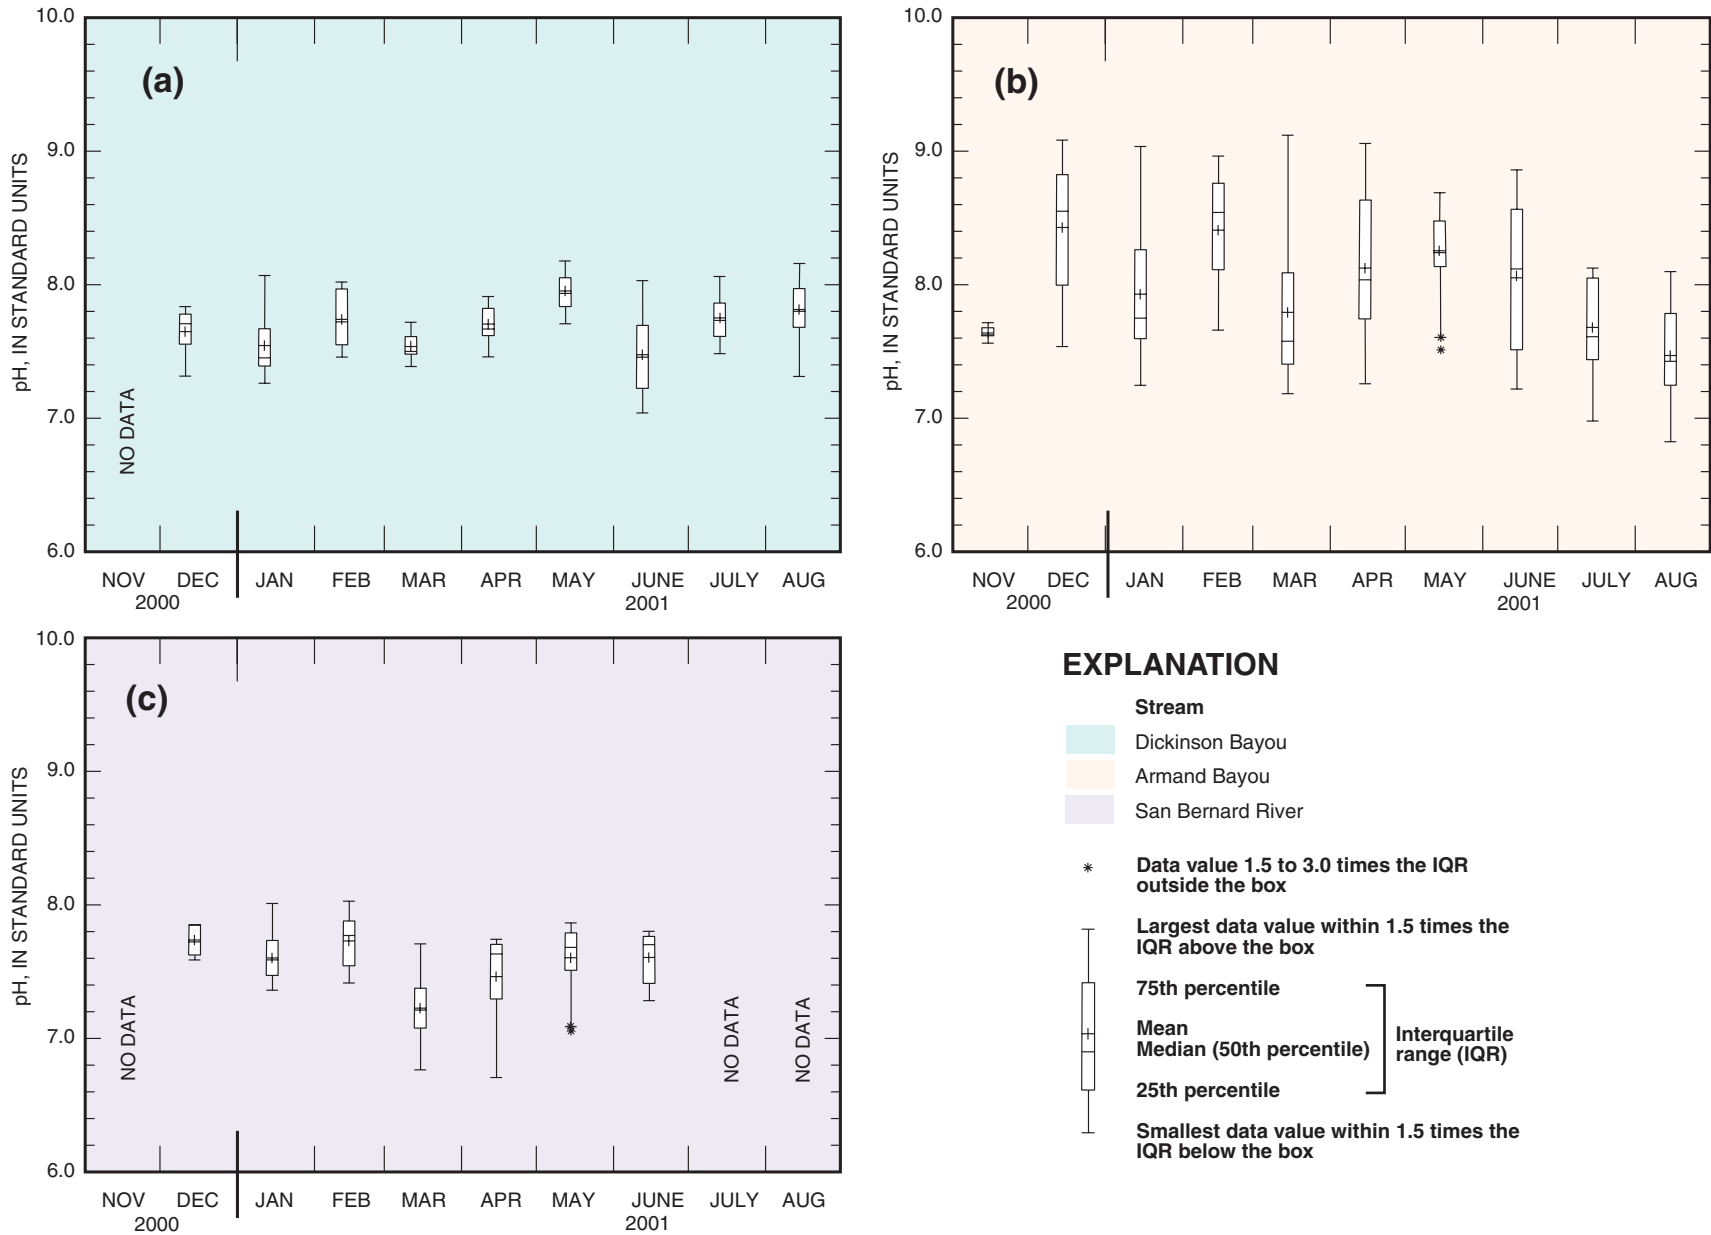 (a)
10.0
9.0
8.0
7.0
6.0
pH, IN STANDARD UNITS
NO DATA
NOV DEC JAN FEB MAR APR MAY JUNE JULY AUG
2000 2001
(b)
10.0
9.0
8.0
7.0
6.0
pH, IN STANDARD UNITS
NOV DEC JAN FEB MAR APR MAY JUNE JULY AUG
2000 2001
(c)
10.0
9.0
8.0
7.0
6.0
pH, IN STANDARD UNITS
NO DATA
NO DATA
NO DATA
NOV DEC JAN FEB MAR APR MAY JUNE JULY AUG
2000 2001
EXPLANATION
Stream
Dickinson Bayou
Armand Bayou
San Bernard River
Data value 1.5 to 3.0 times the IQR
outside the box
Largest data value within 1.5 times the
IQR above the box
75th percentile
Mean
Median (50th percentile)
Interquartile
range (IQR)
25th percentile
Smallest data value within 1.5 times the
IQR below the box